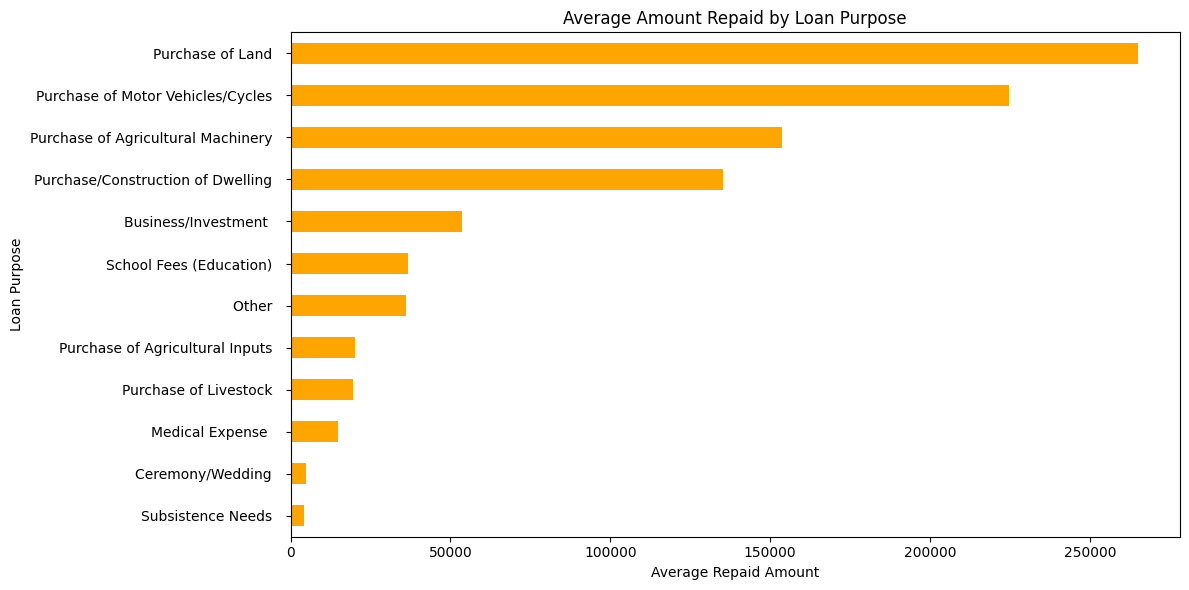 Average Amount Repaid by Loan Purpose
Purchase of Land
Purchase of Motor Vehicles/Cycles
Purchase of Agricultural Machinery
Purchase/Construction of Dwelling
Business/Investment
School Fees (Education)
Other
Purchase of Agricultural Inputs
Purchase of Livestock
Medical Expense
Ceremony/Wedding
Subsistence Needs
Loan Purpose
0 50000 100000 150000 200000 250000
Average Repaid Amount